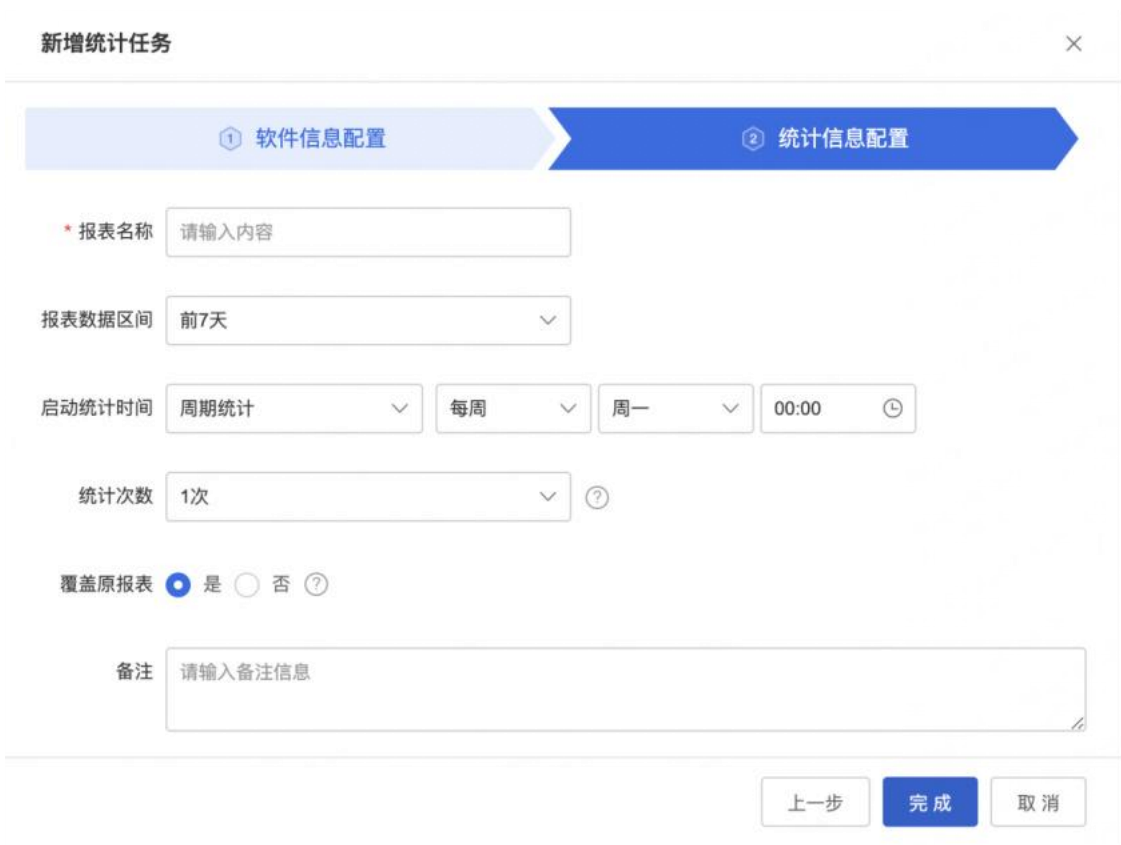 新增统计任务
1 软件信息配置 2 统计信息配置
* 报表名称 请输入内容
报表数据区间 前7天
启动统计时间 周期统计 每周 周一 00:00
统计次数 1次 ?
覆盖原报表 是 否 ?
备注 请输入备注信息
上一步 完成 取消